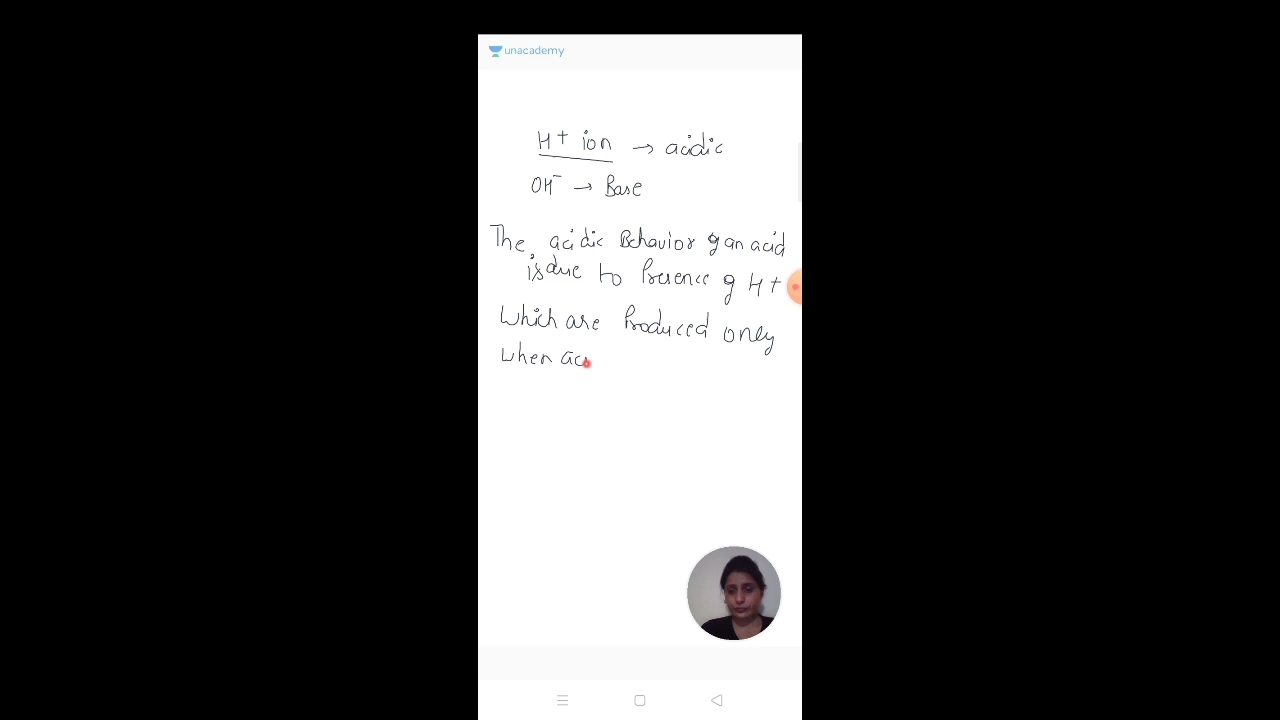 unacademy
H+ ion → acidic
OH⁻ → Base
The acidic Behavior of an acid
is due to Presence of H+
which are Produced only
when ac